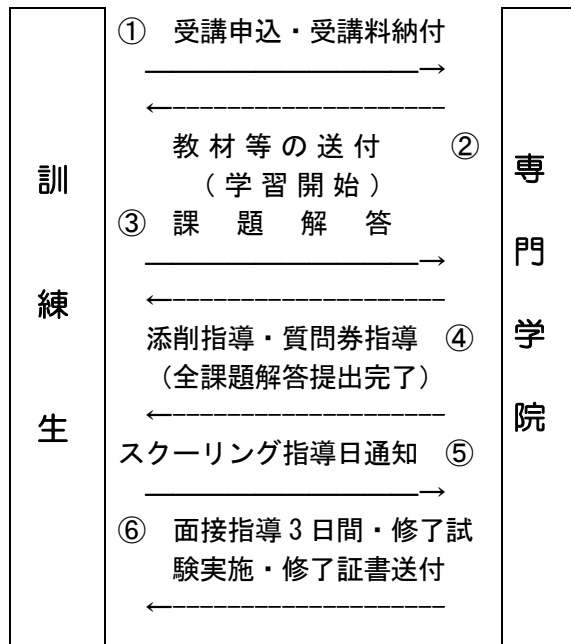 ① 受講申込・受講料納付
教材等の送付 ②
(学習開始)
③ 課題解答
添削指導・質問券指導 ④
(全課題解答提出完了)
スクーリング指導日通知 ⑤
⑥ 面接指導3日間・修了試
験実施・修了証書送付
訓練生
専門学院